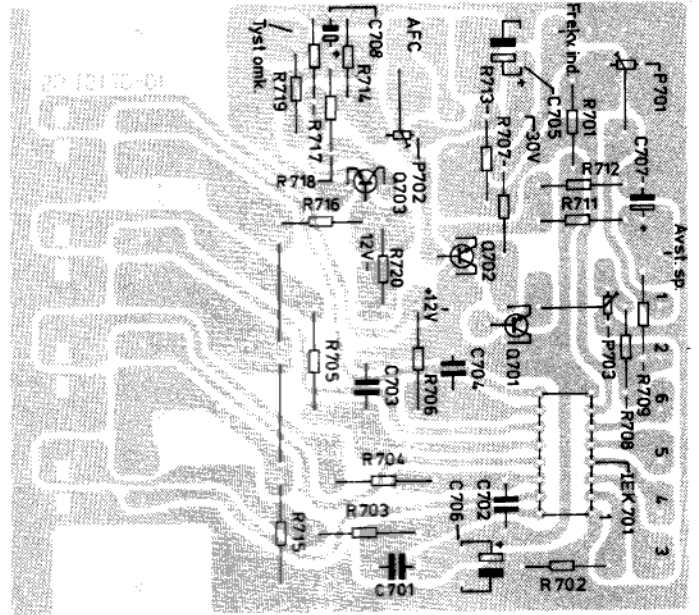 Tyst omk.
C708
R714
R719
R717
R718
AFC
P702
Q703
R716
12V -
R720
Frekv. ind.
R713
C705
R707
-30V
R701
P701
C707
R712
R711
Avst. sp
Q702
+12V
Q701
P703
R709
R708
1
2
6
5
4
3
R705
C703
R706
C704
1EK701
1
R704
R703
R715
C702
C706
C701
R702